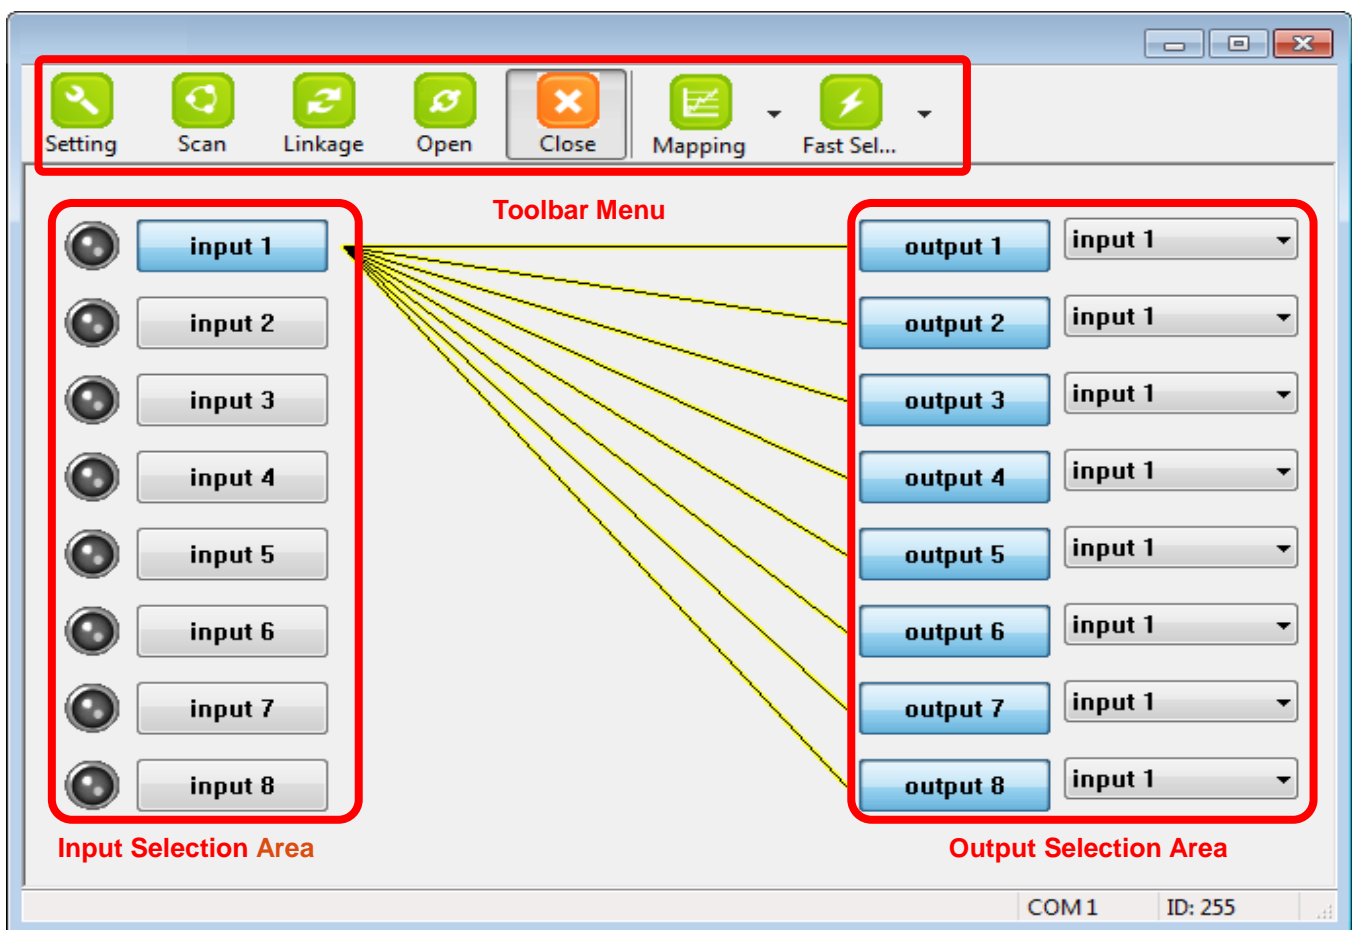 Setting Scan Linkage Open Close Mapping Fast Sel...
Toolbar Menu
input 1 output 1 input 1
input 2 output 2 input 1
input 3 output 3 input 1
input 4 output 4 input 1
input 5 output 5 input 1
input 6 output 6 input 1
input 7 output 7 input 1
input 8 output 8 input 1
Input Selection Area Output Selection Area
COM 1 ID: 255